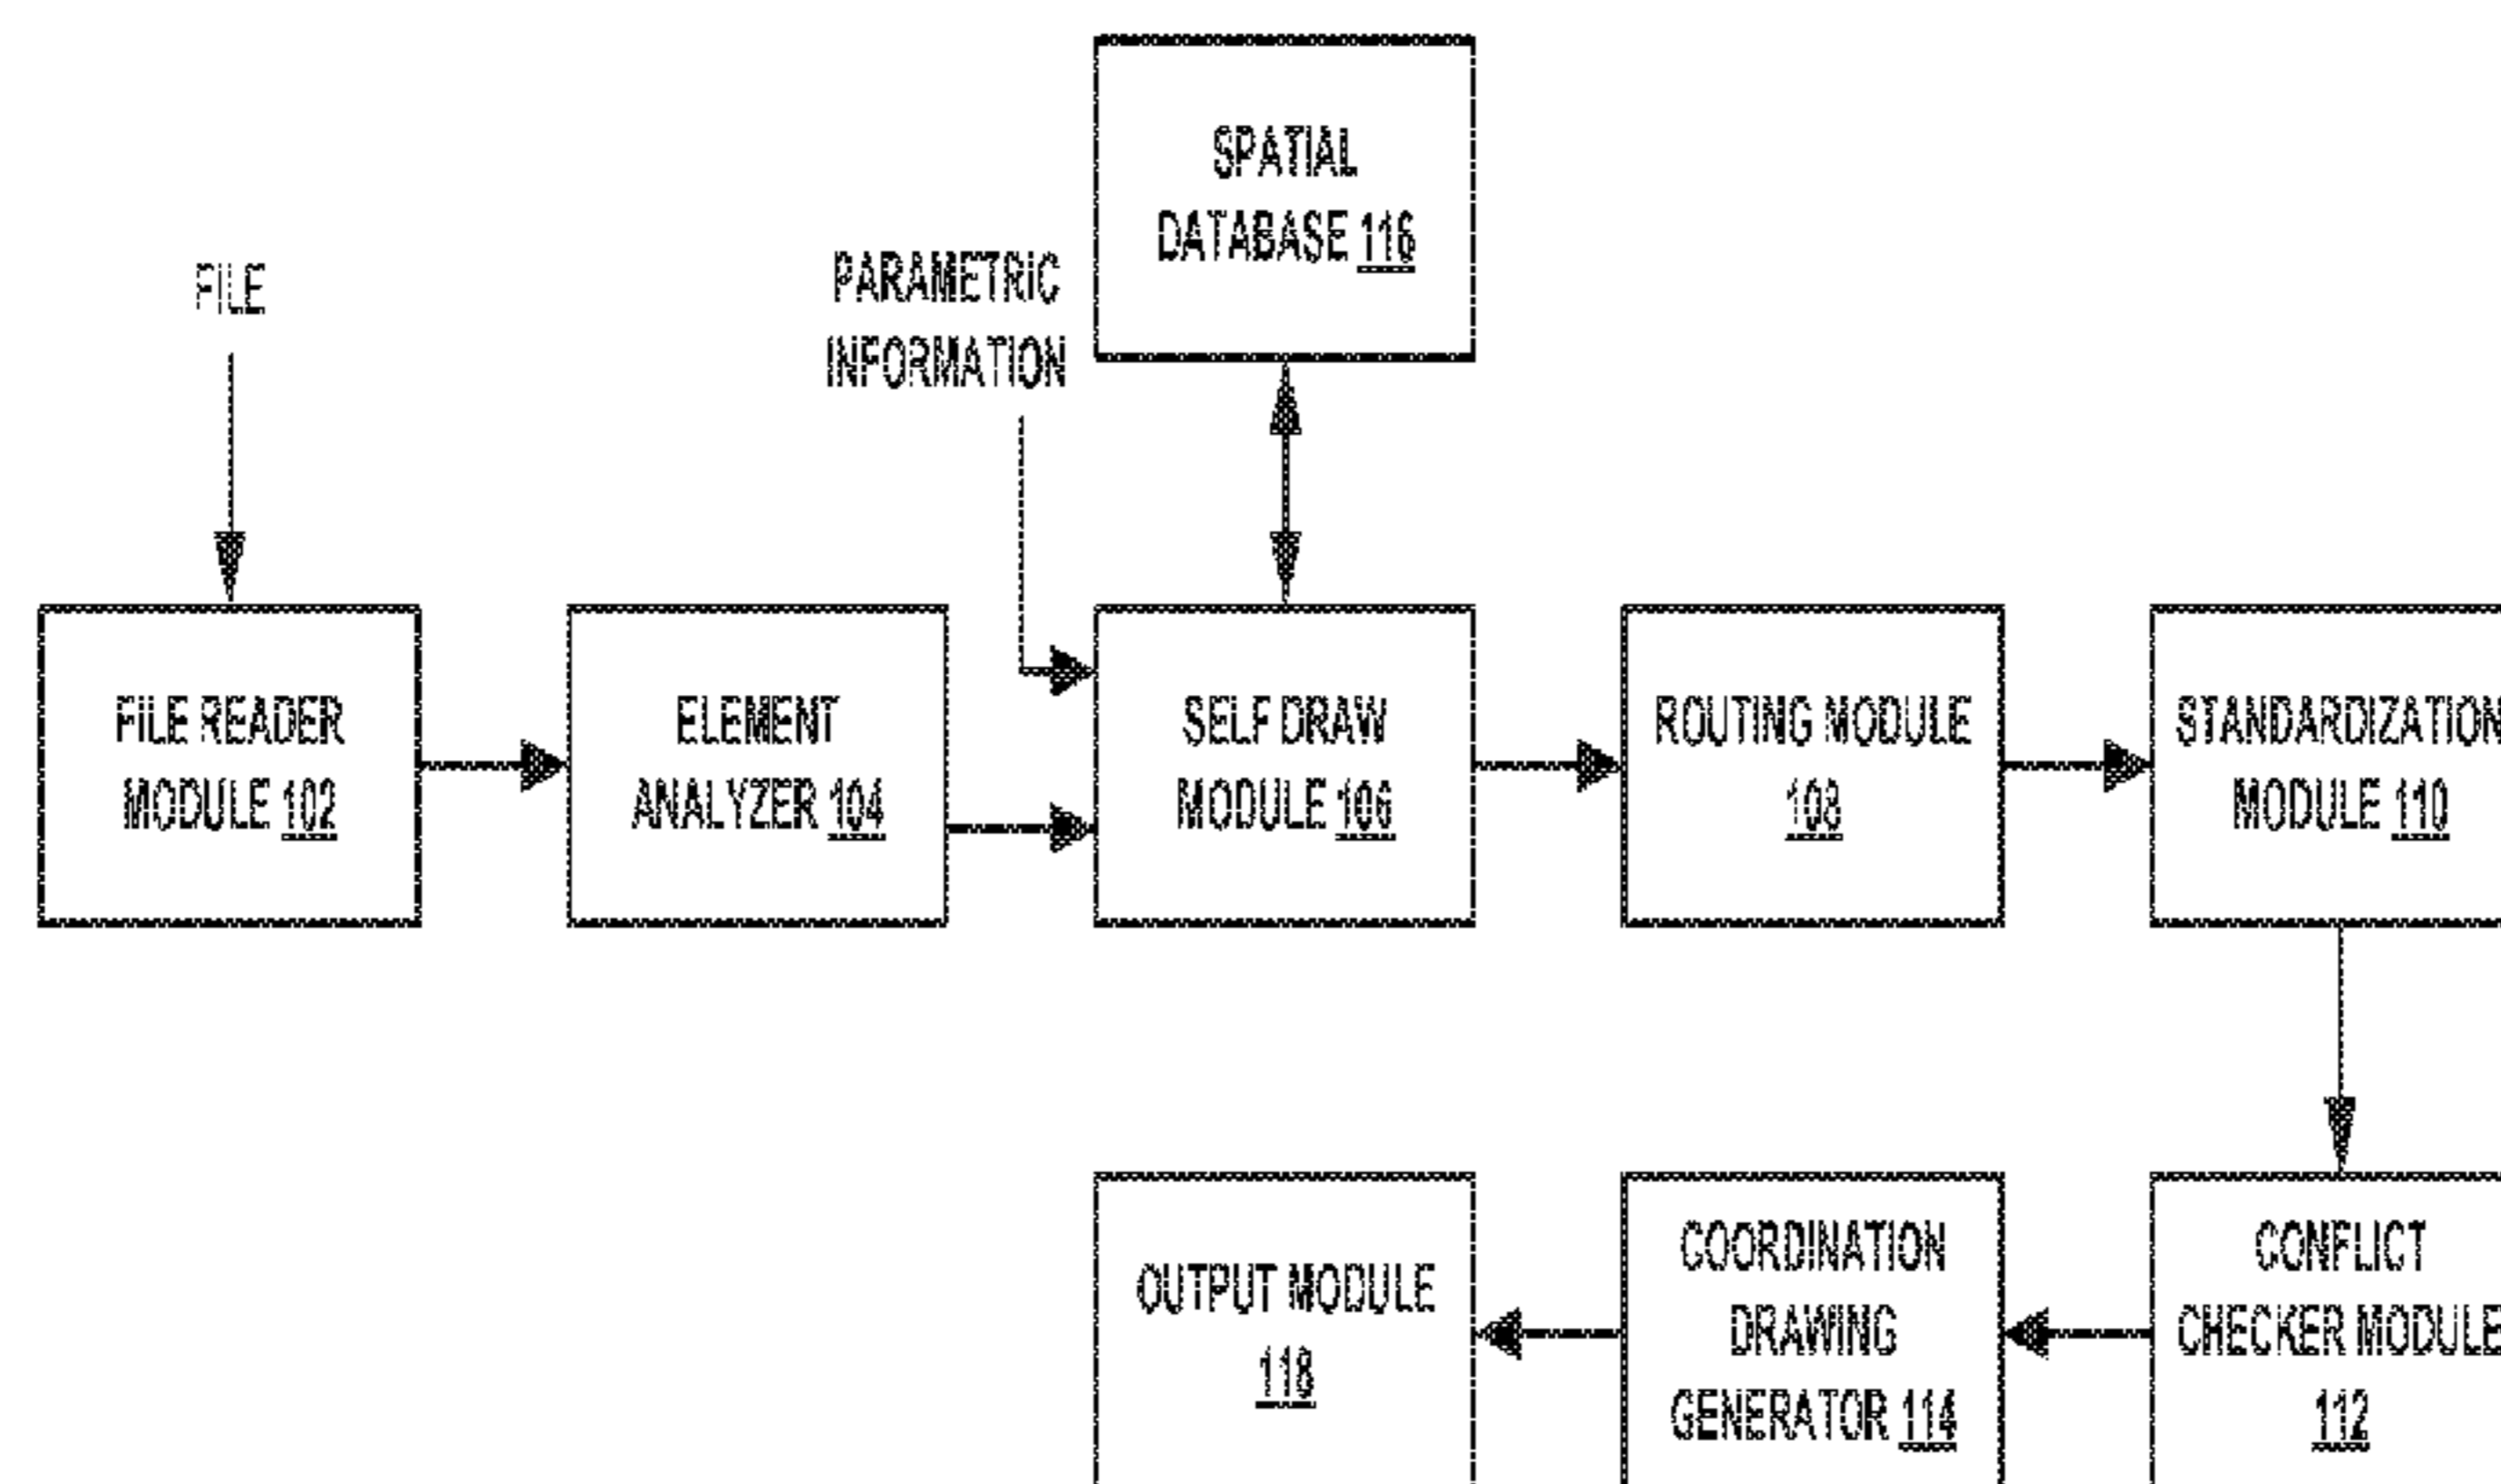 SPATIAL
DATABASE 116
FILE
PARAMETRIC
INFORMATION
FILE READER
MODULE 102
ELEMENT
ANALYZER 104
SELF DRAW
MODULE 106
ROUTING MODULE
108
STANDARDIZATION
MODULE 110
OUTPUT MODULE
118
COORDINATION
DRAWING
GENERATOR 114
CONFLICT
CHECKER MODULE
112